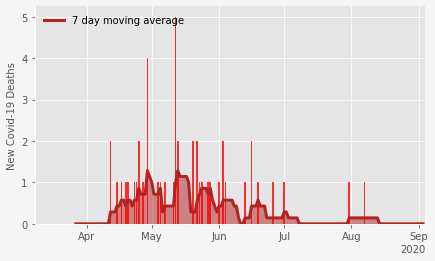 7 day moving average
New Covid-19 Deaths
5
4
3
2
1
0
Apr
May
Jun
Jul
Aug
Sep
2020